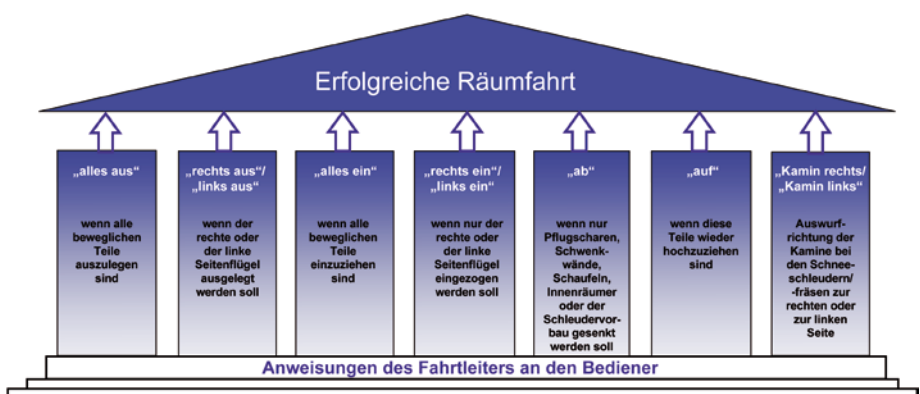 Erfolgreiche Räumfahrt
„alles aus“
wenn alle
beweglichen
Teile
auszulegen
sind
„rechts aus“/
„links aus“
wenn der
rechte oder
der linke
Seitenflügel
ausgelegt
werden soll
„alles ein“
wenn alle
beweglichen
Teile
einzuziehen
sind
„rechts ein“/
„links ein“
wenn nur der
rechte oder
der linke
Seitenflügel
eingezogen
werden soll
„ab“
wenn nur
Pflugscharen,
Schwenk-
wände,
Schaufeln,
Innenräumer
oder der
Schleudervor-
bau gesenkt
werden soll
„auf“
wenn diese
Teile wieder
hochzuziehen
sind
„Kamin rechts/
„Kamin links“
Auswurf-
richtung der
Kamine bei
den Schnee-
schleudern/
-fräsen zur
rechten oder
zur linken
Seite
Anweisungen des Fahrtleiters an den Bediener